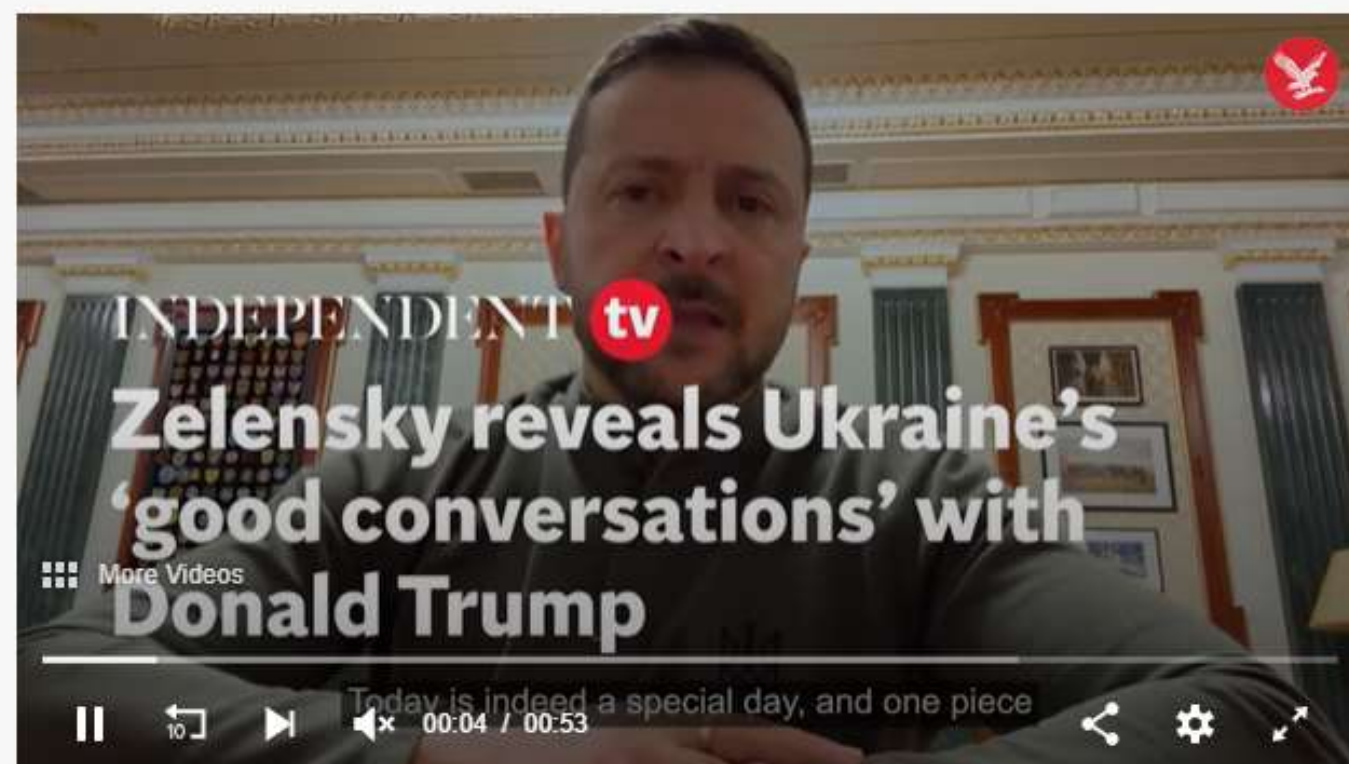 INDEPENDENT tv
Zelensky reveals Ukraine’s
‘good conversations’ with
More Videos
Donald Trump
Today is indeed a special day, and one piece
10
00:04 / 00:53